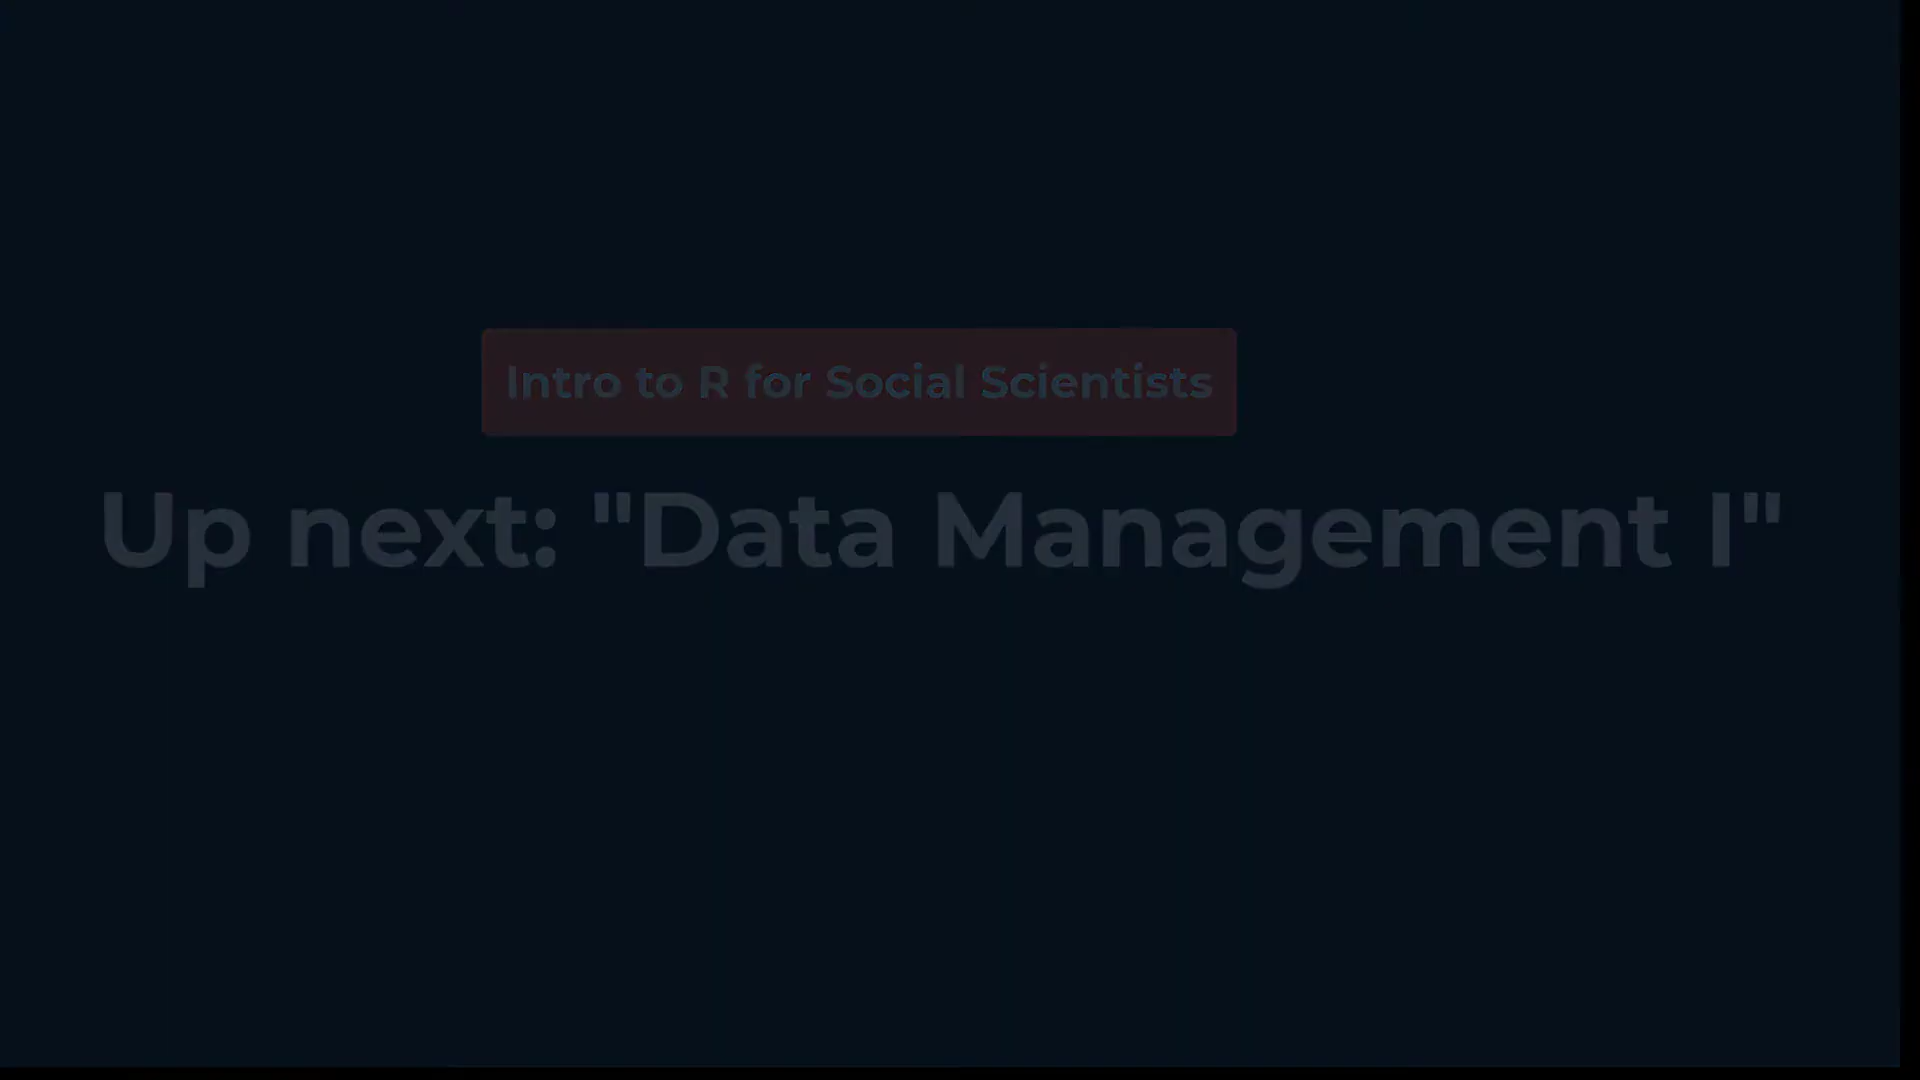 Intro to R for Social Scientists
Up next: "Data Management I"